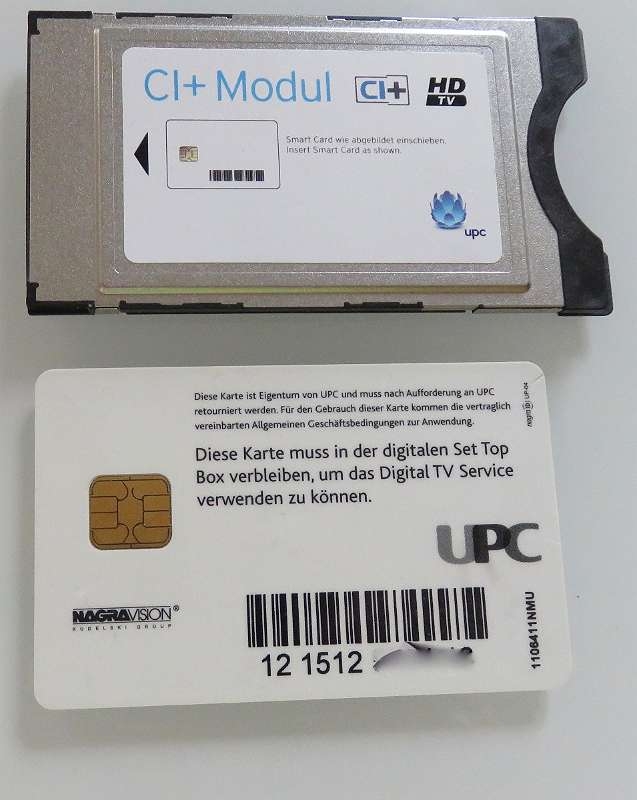 CI+ Modul
CI+
HD
TV
Smart Card wie abgebildet einschieben.
Insert Smart Card as shown.
upc
Diese Karte ist Eigentum von UPC und muss nach Aufforderung an UPC
retourniert werden. Für den Gebrauch dieser Karte kommen die vertraglich
vereinbarten Allgemeinen Geschäftsbedingungen zur Anwendung.
Diese Karte muss in der digitalen Set Top
Box verbleiben, um das Digital TV Service
verwenden zu können.
UPC
NAGRAVISION®
KUDELSKI GROUP
12 1512
1106411NMU